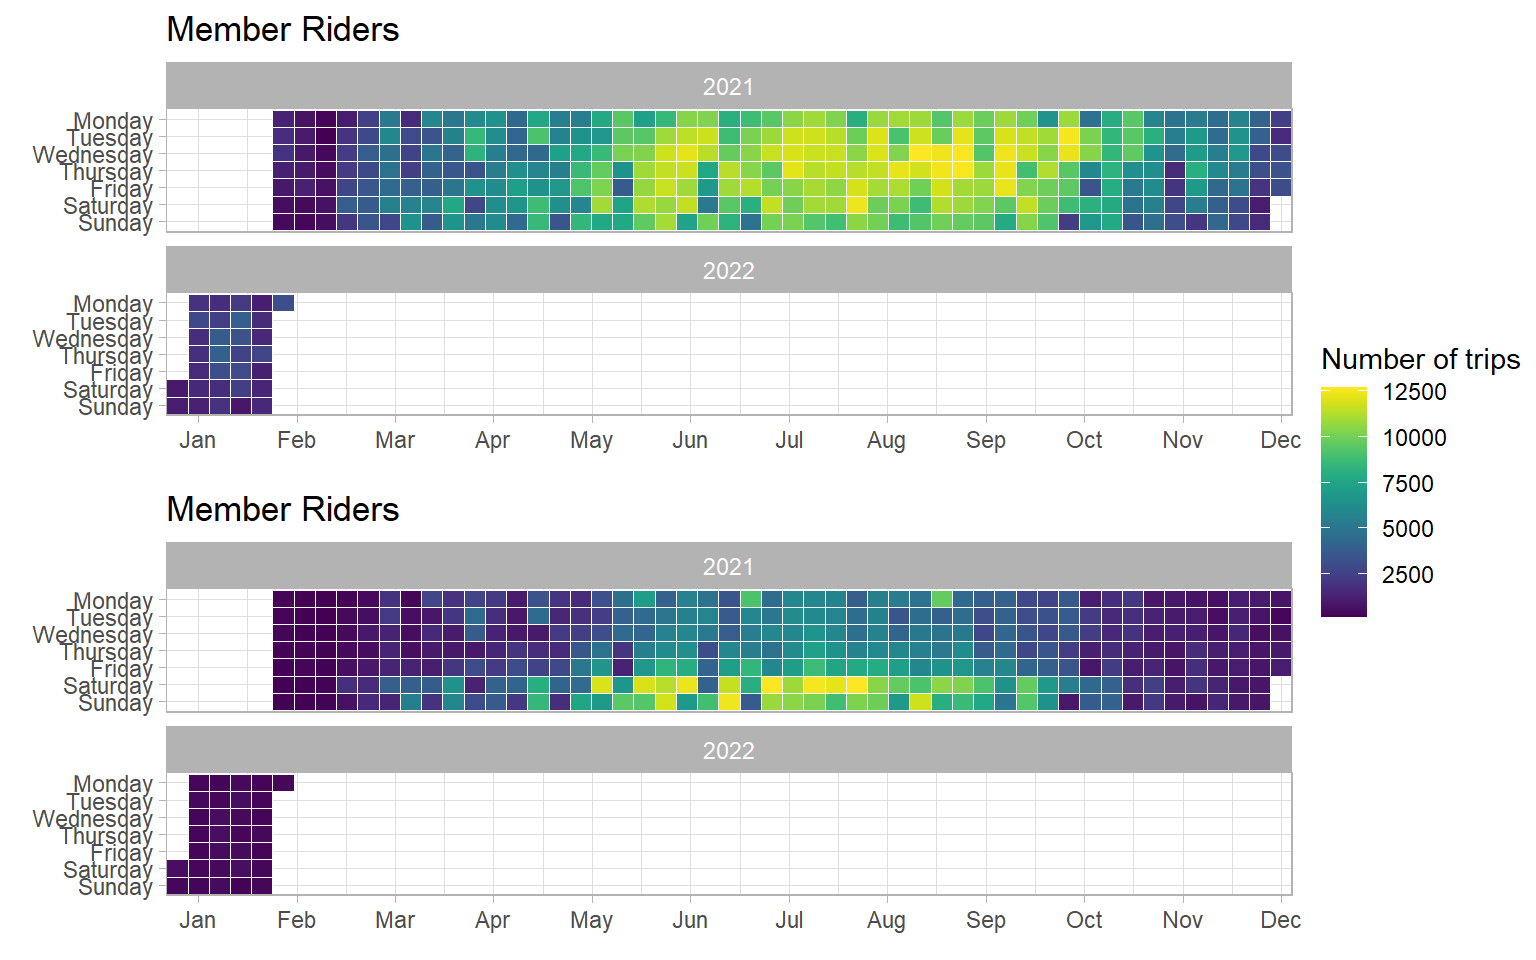 Member Riders
2021
Monday
Tuesday
Wednesday
Thursday
Friday
Saturday
Sunday
2022
Monday
Tuesday
Wednesday
Thursday
Friday
Saturday
Sunday
Jan Feb Mar Apr May Jun Jul Aug Sep Oct Nov Dec
Number of trips
12500
10000
7500
5000
2500
Member Riders
2021
Monday
Tuesday
Wednesday
Thursday
Friday
Saturday
Sunday
2022
Monday
Tuesday
Wednesday
Thursday
Friday
Saturday
Sunday
Jan Feb Mar Apr May Jun Jul Aug Sep Oct Nov Dec